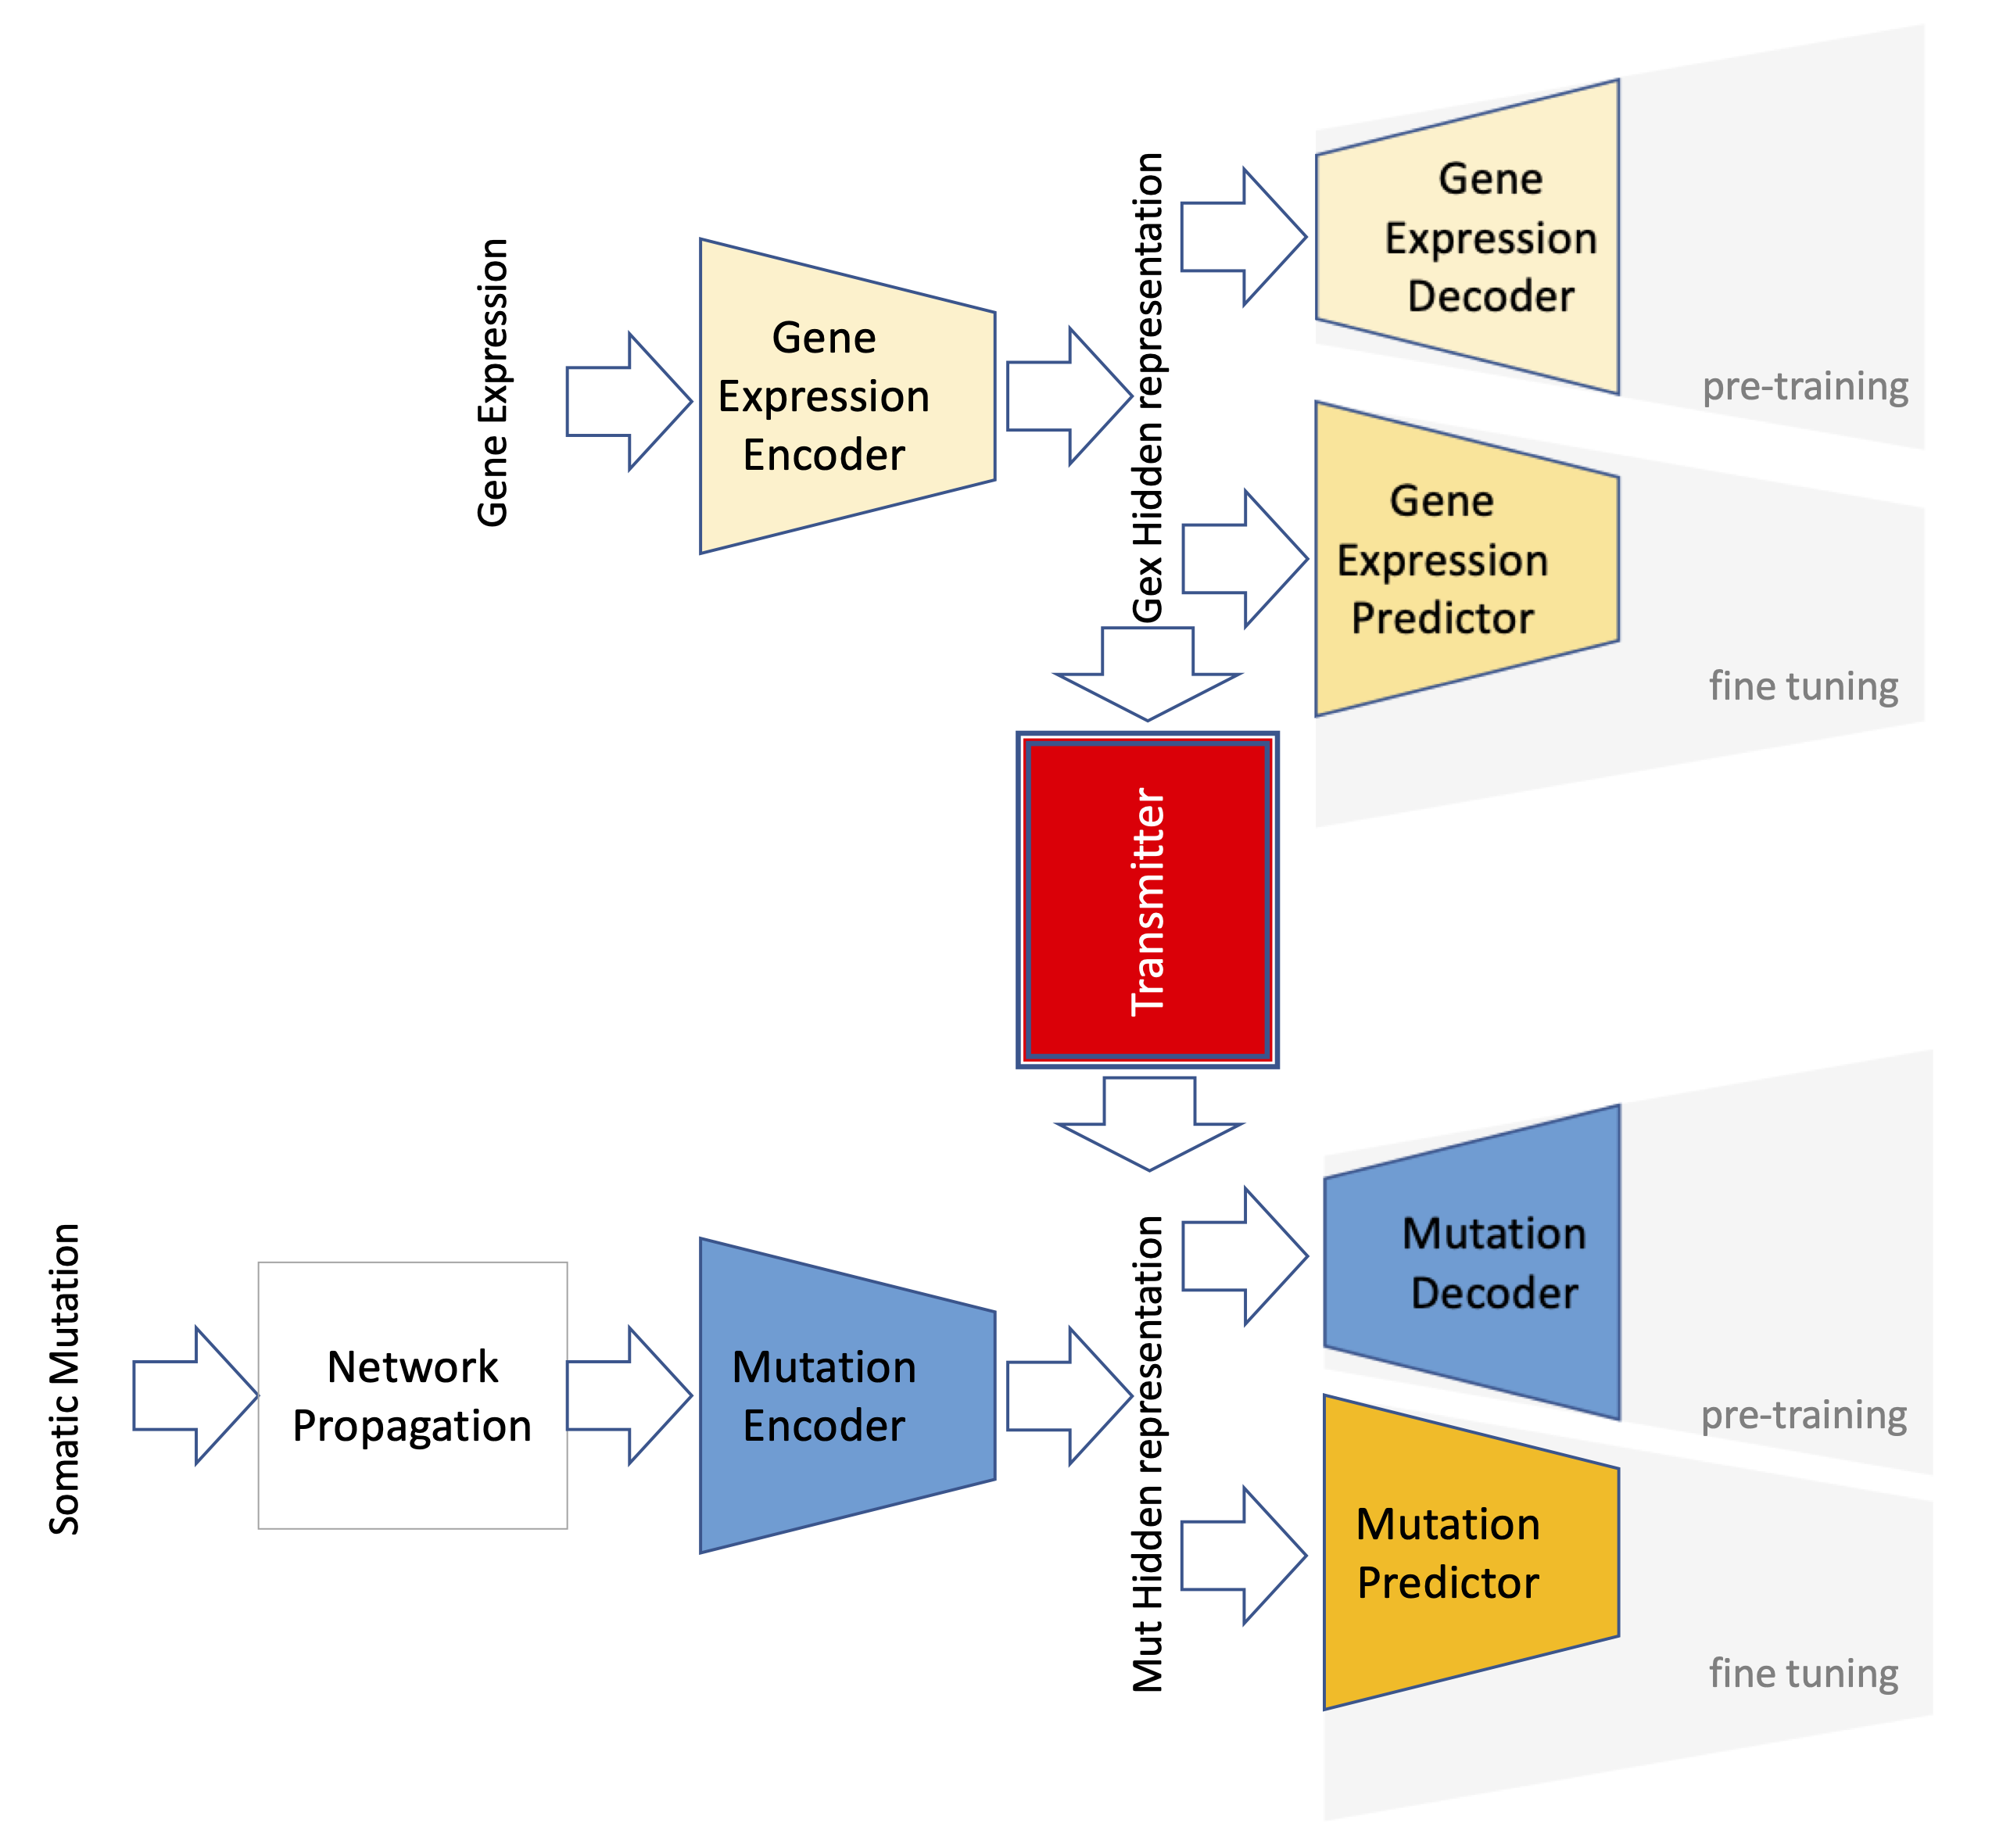 Gene Expression
Gene
Expression
Encoder
Gex Hidden representation
Gene
Expression
Decoder
pre-training
Gene
Expression
Predictor
fine tuning
Transmitter
Somatic Mutation
Network
Propagation
Mutation
Encoder
Mut Hidden representation
Mutation
Decoder
pre-training
Mutation
Predictor
fine tuning